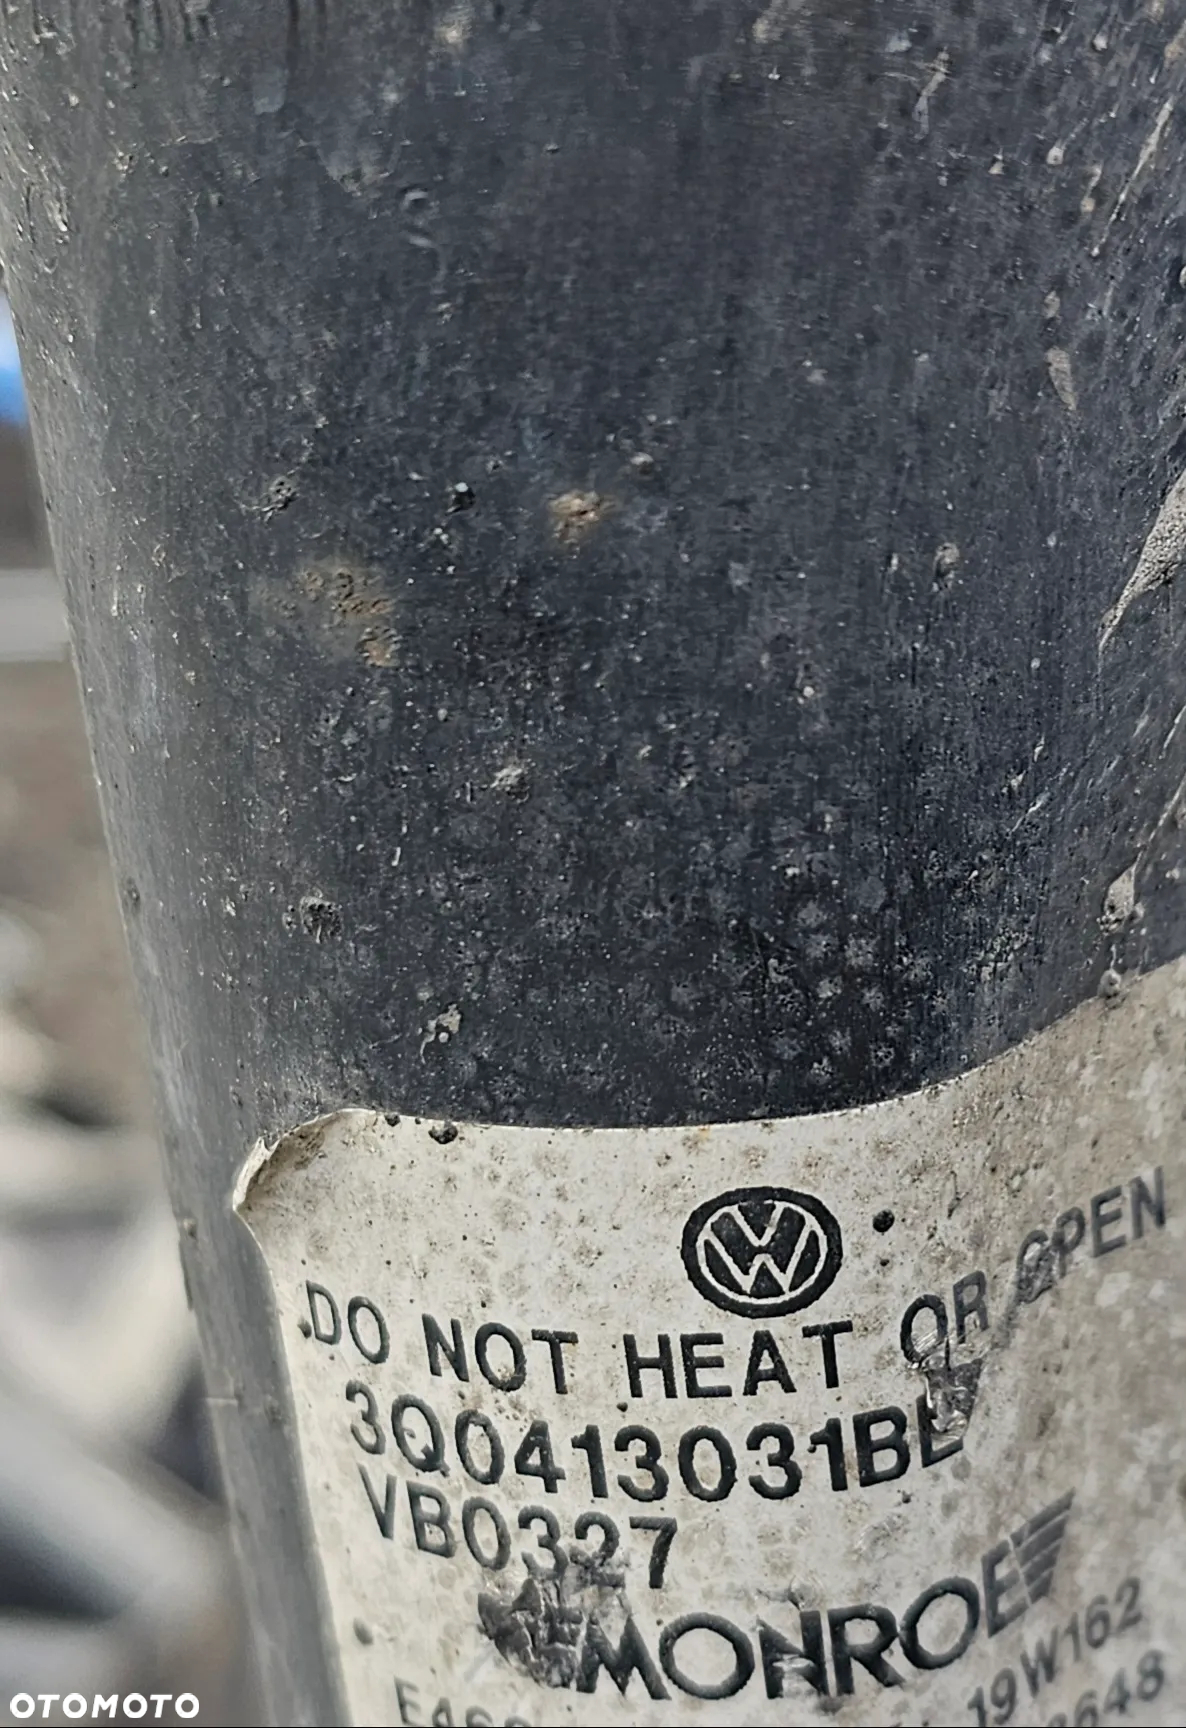 DO NOT HEAT OR OPEN
3Q0413031BL
VB0327
MONROE
19W162
OTOMOTO